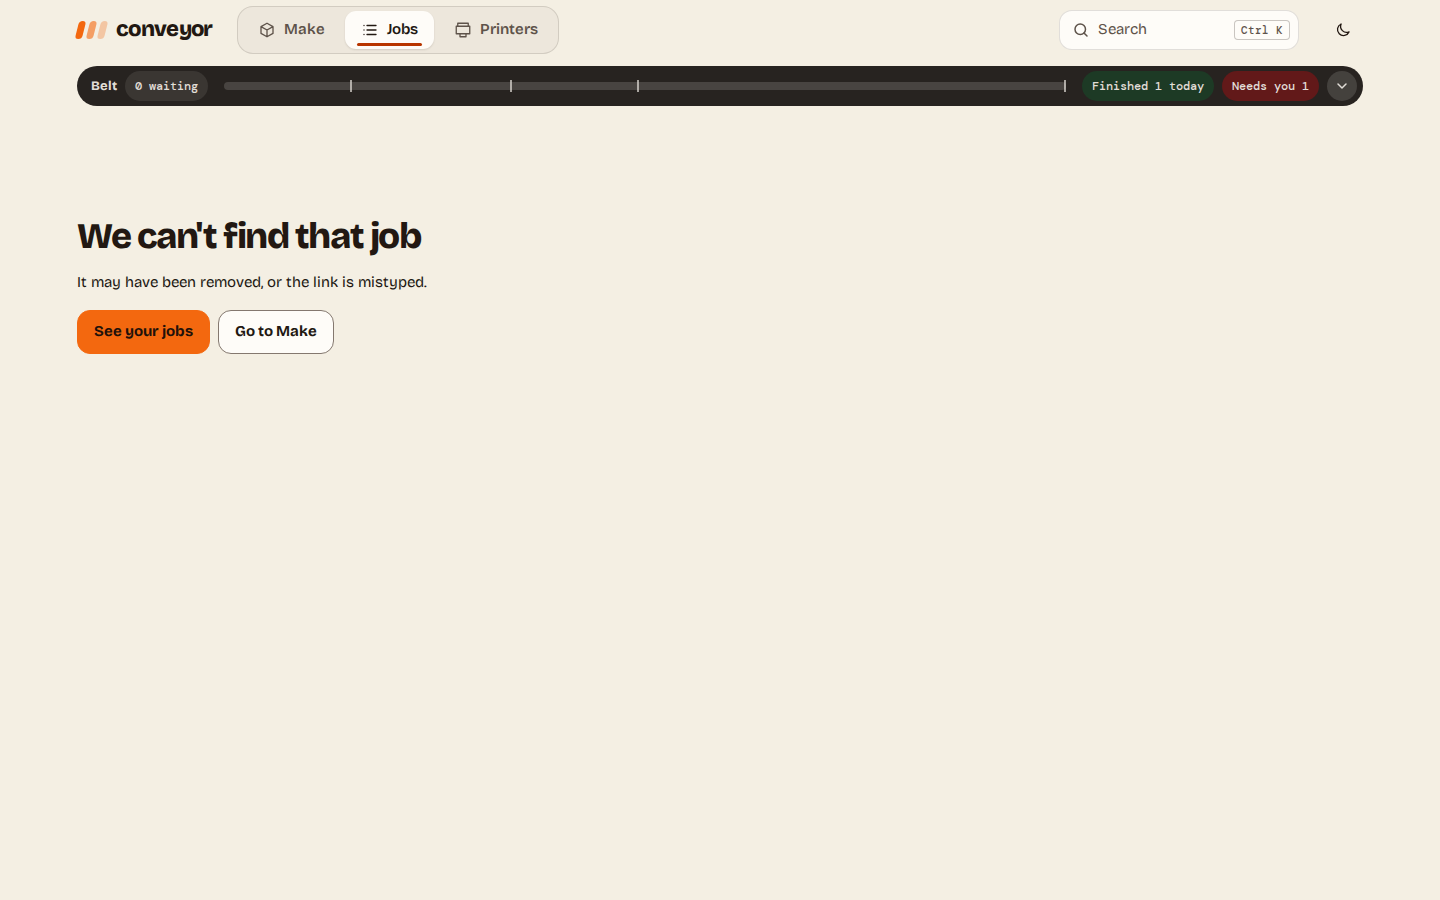 conveyor
Make
Jobs
Printers
Search
Ctrl K
Belt
0 waiting
Finished 1 today
Needs you 1
We can't find that job
It may have been removed, or the link is mistyped.
See your jobs
Go to Make